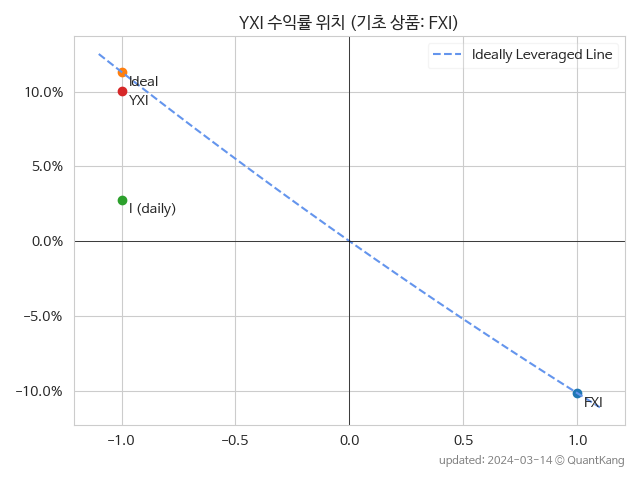 YXI 수익률 위치 (기초 상품: FXI)
Ideally Leveraged Line
10.0%
5.0%
0.0%
−5.0%
−10.0%
Ideal
YXI
I (daily)
FXI
−1.0
−0.5
0.0
0.5
1.0
updated: 2024-03-14 © QuantKang